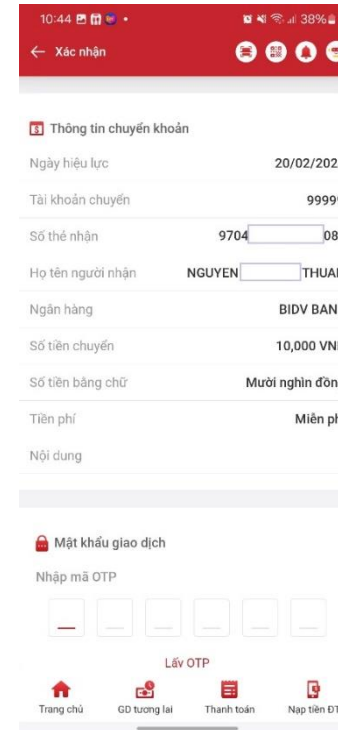 10:44
38%
Xác nhận
Thông tin chuyển khoản
Ngày hiệu lực 20/02/202
Tài khoản chuyển 9999
Số thẻ nhận 9704 08
Họ tên người nhận NGUYEN THUA
Ngân hàng BIDV BAN
Số tiền chuyển 10,000 VN
Số tiền bằng chữ Mười nghìn đồn
Tiền phí Miễn ph
Nội dung
Mật khẩu giao dịch
Nhập mã OTP
Lấy OTP
Trang chủ GD tương lai Thanh toán Nạp tiền ĐT